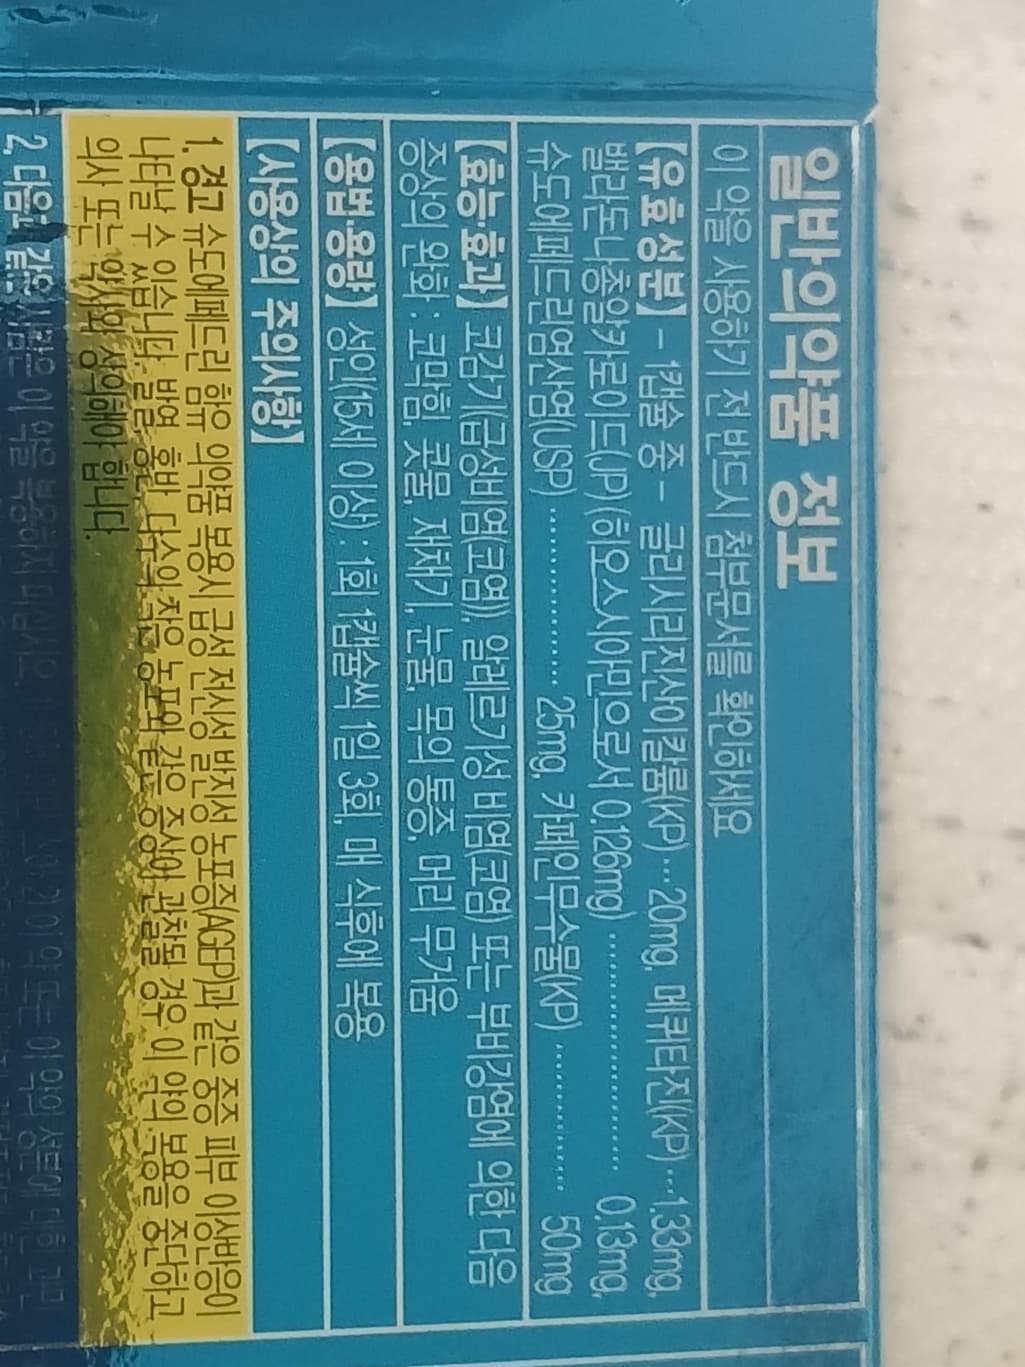 일반의약품 정보
이 약을 사용하기 전 반드시 첨부문서를 확인하세요
【유효성분】 - 1캡슐 중 - 글리시리진산이칼륨(KP)··· 20mg, 메퀴타진(KP)···1.33mg,
벨라돈나총알카로이드(JP)(히오스시아민으로서 0.126mg) ························ 0.13mg,
슈도에페드린염산염(USP) ·················· 25mg, 카페인무수물(KP) ··············· 50mg
【효능·효과】 코감기(급성비염(코염)), 알레르기성 비염(코염) 또는 부비강염에 의한 다음
증상의 완화 : 코막힘, 콧물, 재채기, 눈물, 목의 통증, 머리 무거움
【용법·용량】 성인(15세 이상) : 1회 1캡슐씩 1일 3회, 매 식후에 복용
【사용상의 주의사항】
1. 경고 슈도에페드린 함유 의약품 복용시 급성 전신성 발진성 농포증(AGEP)과 같은 중증 피부 이상반응이
나타날 수 있습니다. 발열, 홍반, 다수의 작은 농포와 같은 증상이 관찰될 경우 이 약의 복용을 중단하고
의사 또는 약사와 상의해야 합니다.
2. 다음과 같은 사람은 이 약을